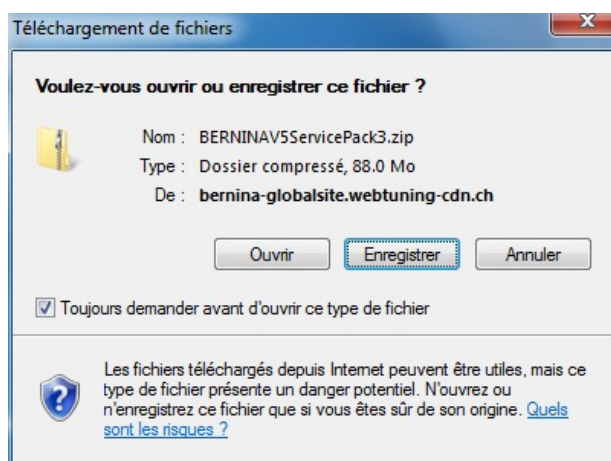 Téléchargement de fichiers
Voulez-vous ouvrir ou enregistrer ce fichier ?
Nom : BERNINAV5ServicePack3.zip
Type : Dossier compressé, 88.0 Mo
De : bernina-globalsite.webtuning-cdn.ch
Ouvrir Enregistrer Annuler
Toujours demander avant d'ouvrir ce type de fichier
Les fichiers téléchargés depuis Internet peuvent être utiles, mais ce
type de fichier présente un danger potentiel. N'ouvrez ou
n'enregistrez ce fichier que si vous êtes sûr de son origine. Quels
sont les risques ?